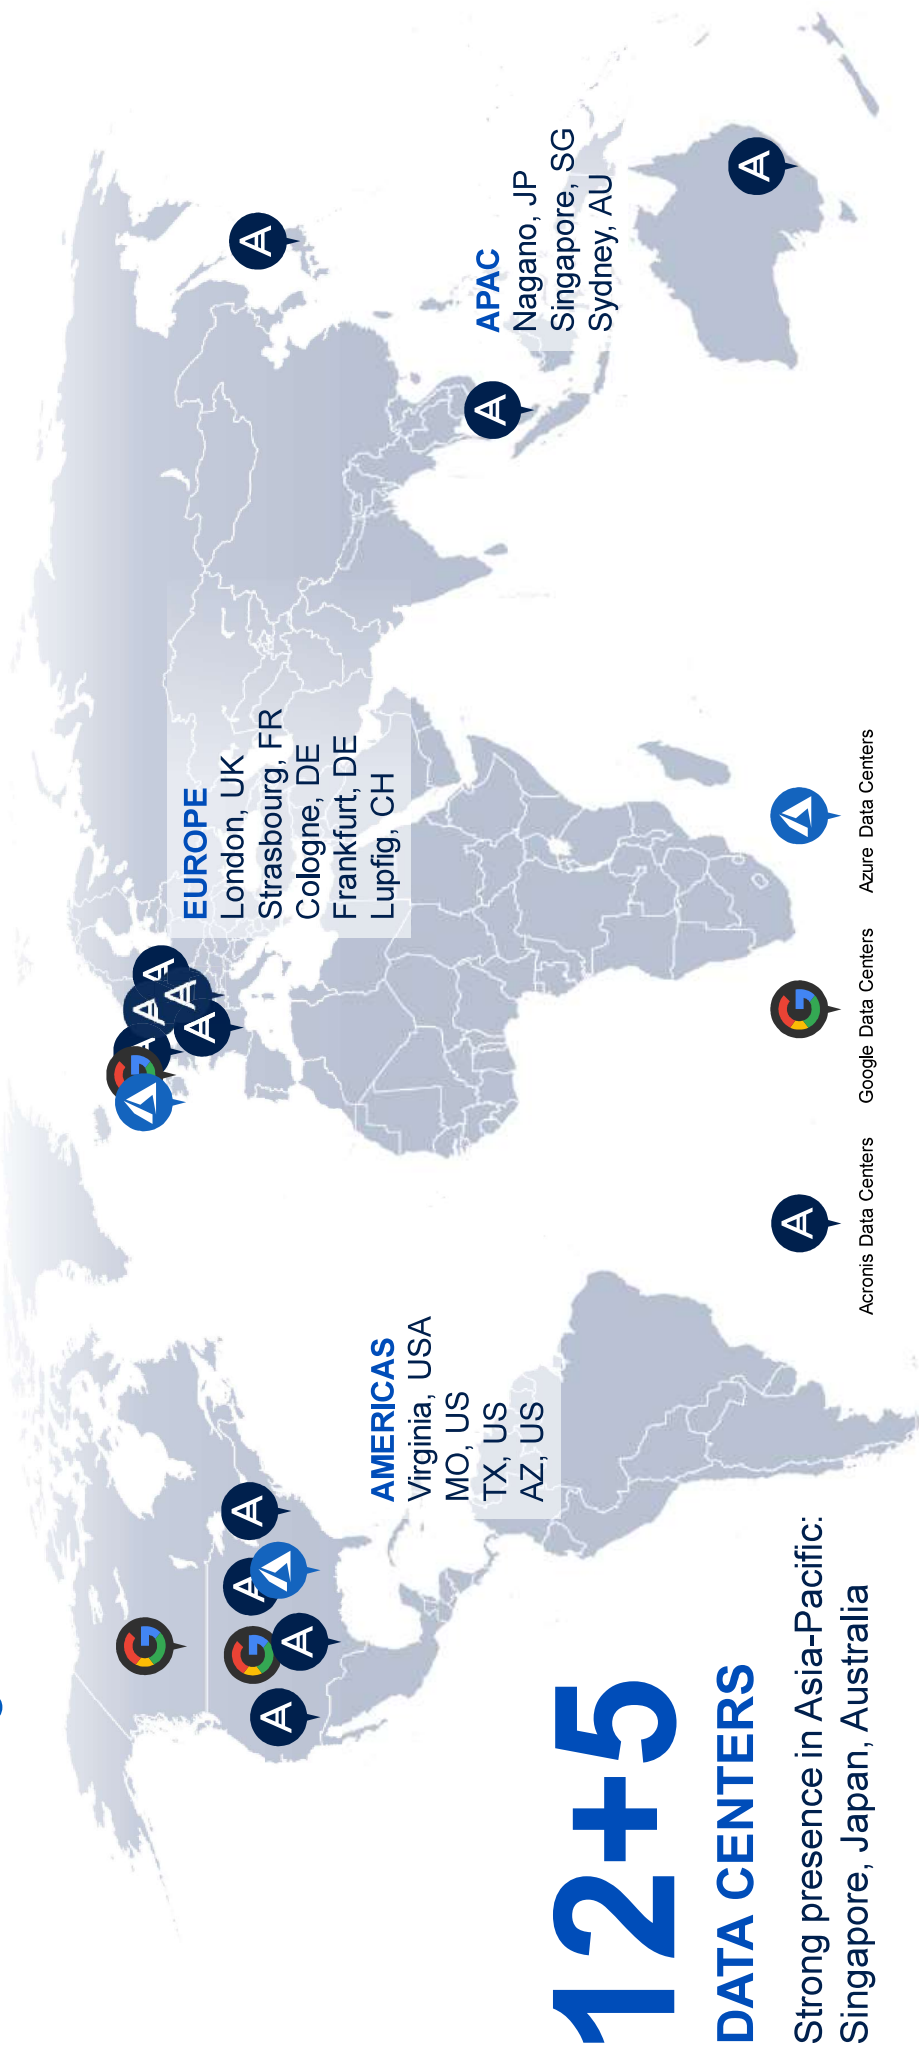 EUROPE
London, UK
Strasbourg, FR
Cologne, DE
Frankfurt, DE
Lupfig, CH
APAC
Nagano, JP
Singapore, SG
Sydney, AU
AMERICAS
Virginia, USA
MO, US
TX, US
AZ, US
12+5
DATA CENTERS
Strong presence in Asia-Pacific:
Singapore, Japan, Australia
Acronis Data Centers
Google Data Centers
Azure Data Centers